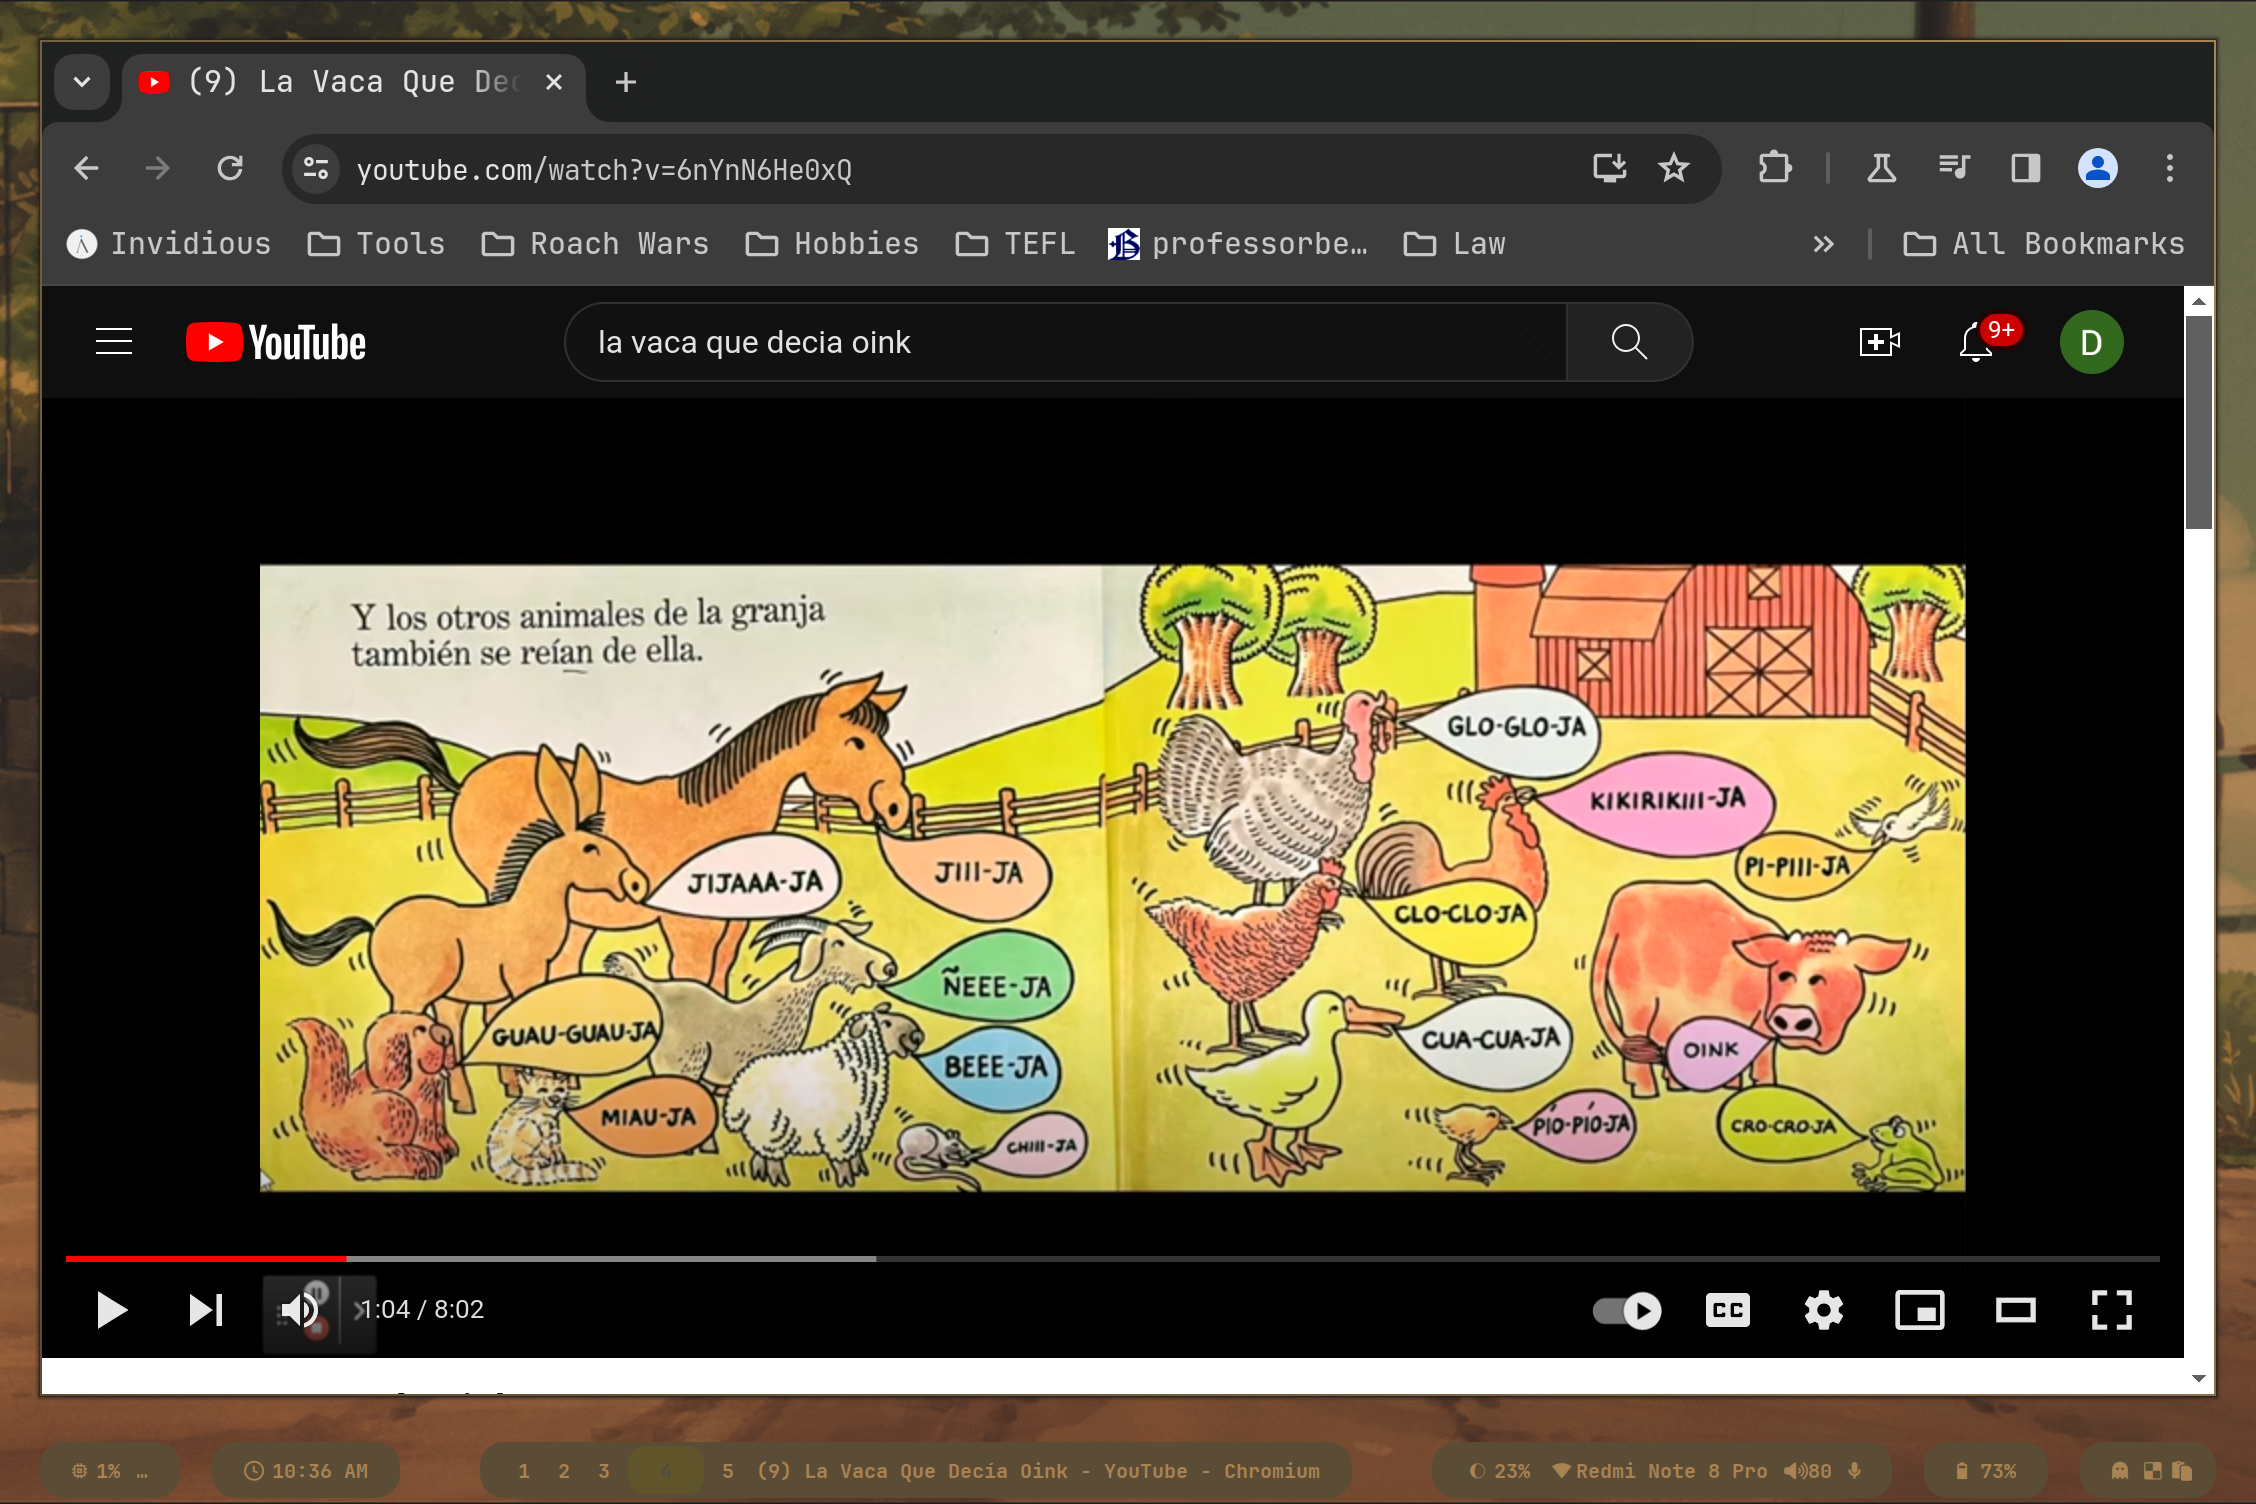 (9) La Vaca Que Dec
youtube.com/watch?v=6nYnN6He0xQ
Invidious Tools Roach Wars Hobbies TEFL professorbe… Law All Bookmarks
YouTube
la vaca que decia oink
9+
D
Y los otros animales de la granja
también se reían de ella.
GLO-GLO-JA
KIKIRIKIII-JA
PI-PIII-JA
JIJAAA-JA
JIII-JA
CLO-CLO-JA
ÑEEE-JA
GUAU-GUAU-JA
CUA-CUA-JA
OINK
BEEE-JA
MIAU-JA
CHIII-JA
PÍO-PÍO-JA
CRO-CRO-JA
1:04 / 8:02
CC
1% …
10:36 AM
1 2 3 4 5 (9) La Vaca Que Decía Oink - YouTube - Chromium
23% Redmi Note 8 Pro 80
73%